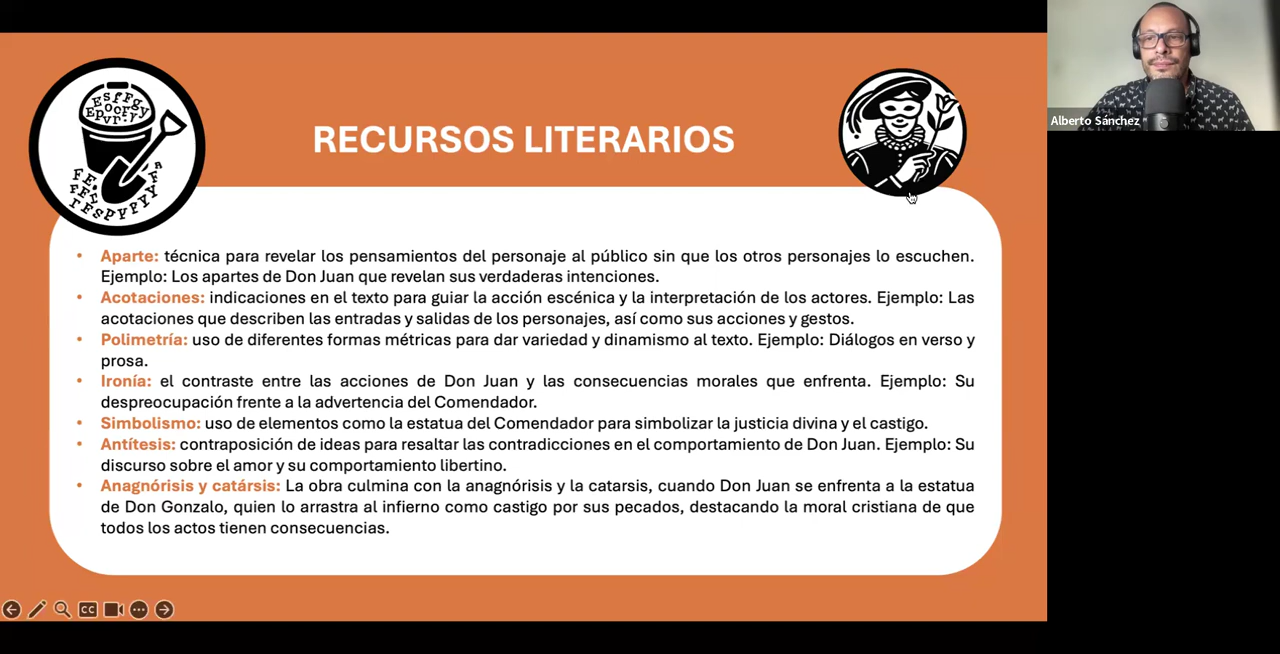 RECURSOS LITERARIOS
Alberto Sánchez
• Aparte: técnica para revelar los pensamientos del personaje al público sin que los otros personajes lo escuchen.
Ejemplo: Los apartes de Don Juan que revelan sus verdaderas intenciones.
• Acotaciones: indicaciones en el texto para guiar la acción escénica y la interpretación de los actores. Ejemplo: Las
acotaciones que describen las entradas y salidas de los personajes, así como sus acciones y gestos.
• Polimetría: uso de diferentes formas métricas para dar variedad y dinamismo al texto. Ejemplo: Diálogos en verso y
prosa.
• Ironía: el contraste entre las acciones de Don Juan y las consecuencias morales que enfrenta. Ejemplo: Su
despreocupación frente a la advertencia del Comendador.
• Simbolismo: uso de elementos como la estatua del Comendador para simbolizar la justicia divina y el castigo.
• Antítesis: contraposición de ideas para resaltar las contradicciones en el comportamiento de Don Juan. Ejemplo: Su
discurso sobre el amor y su comportamiento libertino.
• Anagnórisis y catársis: La obra culmina con la anagnórisis y la catarsis, cuando Don Juan se enfrenta a la estatua
de Don Gonzalo, quien lo arrastra al infierno como castigo por sus pecados, destacando la moral cristiana de que
todos los actos tienen consecuencias.
CC